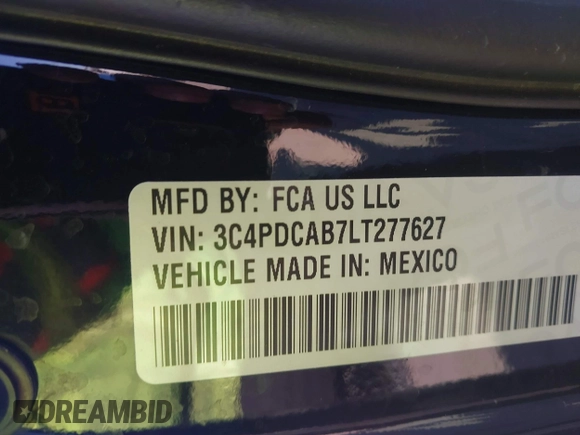 MFD BY: FCA US LLC
VIN: 3C4PDCAB7LT277627
VEHICLE MADE IN: MEXICO
DREAMBID